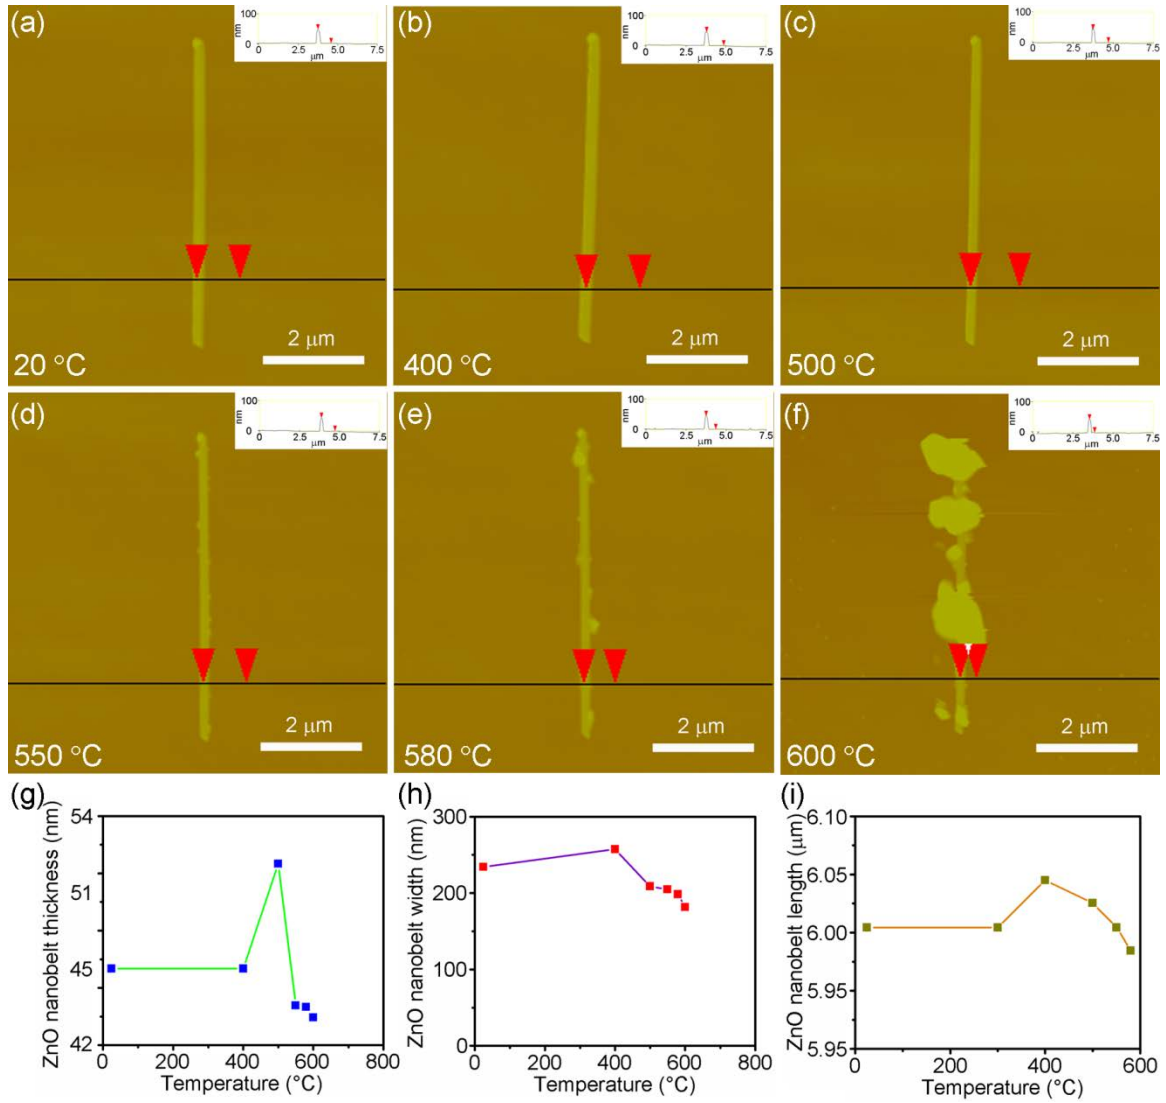 (a)
100
nm
0
0 2.5 5.0 7.5
μm
20 °C
2 μm
(b)
100
nm
0
0 2.5 5.0 7.5
μm
400 °C
2 μm
(c)
100
nm
0
0 2.5 5.0 7.5
μm
500 °C
2 μm
(d)
100
nm
0
0 2.5 5.0 7.5
μm
550 °C
2 μm
(e)
100
nm
0
0 2.5 5.0 7.5
μm
580 °C
2 μm
(f)
100
nm
0
0 2.5 5.0 7.5
μm
600 °C
2 μm
(g)
ZnO nanobelt thickness (nm)
54
51
45
42
0 200 400 600 800
Temperature (°C)
(h)
ZnO nanobelt width (nm)
300
200
100
0
0 200 400 600 800
Temperature (°C)
(i)
ZnO nanobelt length (μm)
6.10
6.05
6.00
5.95
5.95
0 200 400 600
Temperature (°C)